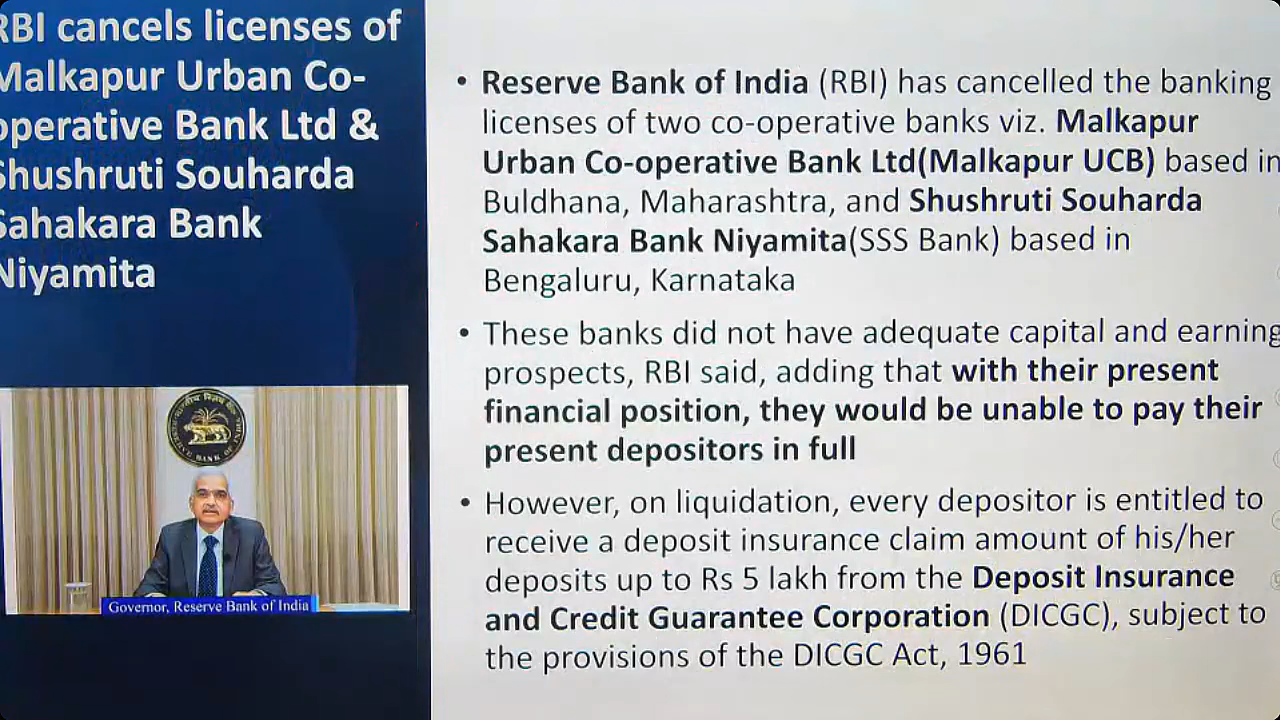 RBI cancels licenses of
Malkapur Urban Co-
operative Bank Ltd &
Shushruti Souharda
Sahakara Bank
Niyamita
• Reserve Bank of India (RBI) has cancelled the banking
licenses of two co-operative banks viz. Malkapur
Urban Co-operative Bank Ltd(Malkapur UCB) based in
Buldhana, Maharashtra, and Shushruti Souharda
Sahakara Bank Niyamita(SSS Bank) based in
Bengaluru, Karnataka
• These banks did not have adequate capital and earning
prospects, RBI said, adding that with their present
financial position, they would be unable to pay their
present depositors in full
• However, on liquidation, every depositor is entitled to
receive a deposit insurance claim amount of his/her
deposits up to Rs 5 lakh from the Deposit Insurance
and Credit Guarantee Corporation (DICGC), subject to
the provisions of the DICGC Act, 1961
Governor, Reserve Bank of India